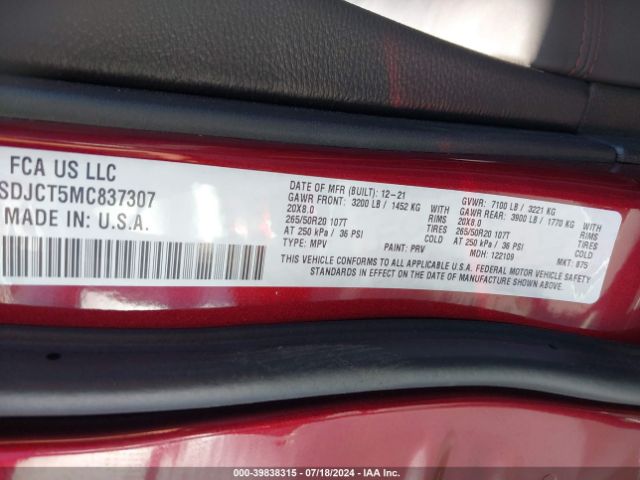 FCA US LLC
SDJCT5MC837307
MADE IN U.S.A.
DATE OF MFR (BUILT): 12-21
GAWR FRONT: 3200 LB / 1452 KG
20X8.0
WITH
RIMS
265/50R20 107T
TIRES
AT 250 kPa / 36 PSI
COLD
TYPE: MPV
PAINT: PRV
GVWR: 7100 LB / 3221 KG
GAWR REAR: 3900 LB / 1770 KG
20X8.0
WITH
RIMS
265/50R20 107T
TIRES
AT 250 kPa / 36 PSI
COLD
MDH: 122109
MKT: 875
THIS VEHICLE CONFORMS TO ALL APPLICABLE U.S.A. FEDERAL MOTOR VEHICLE SAFETY
STANDARDS IN EFFECT ON THE DATE OF MANUFACTURE SHOWN ABOVE.
000-39838315 / 07/18/2024 - IAA Inc.